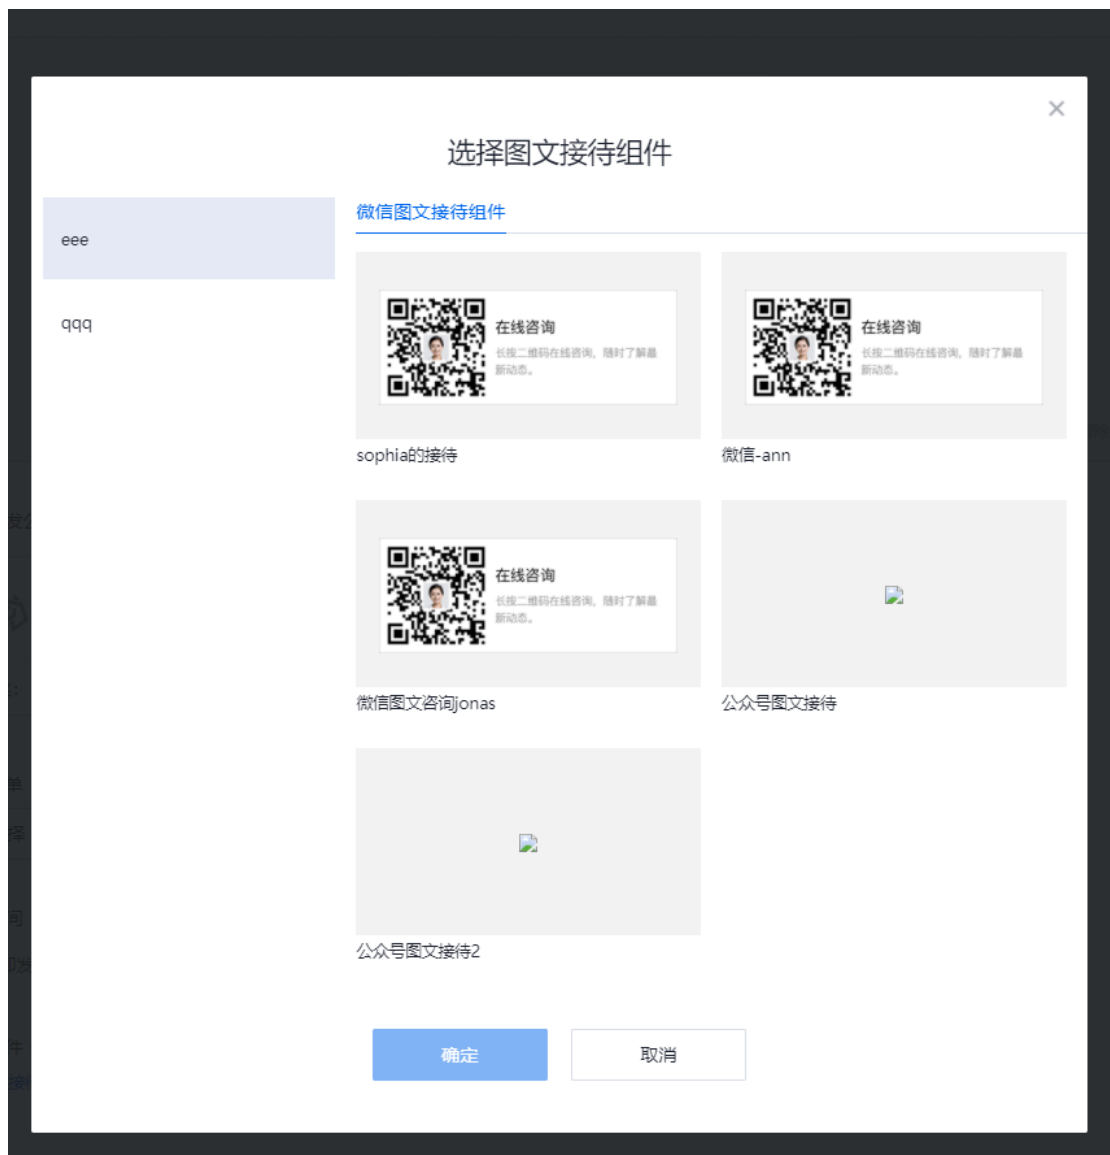 选择图文接待组件
eee
qqq
微信图文接待组件
在线咨询
长按二维码在线咨询，随时了解最
新动态。
sophia的接待
在线咨询
长按二维码在线咨询，随时了解最
新动态。
微信-ann
在线咨询
长按二维码在线咨询，随时了解最
新动态。
微信图文咨询jonas
公众号图文接待
公众号图文接待2
确定
取消